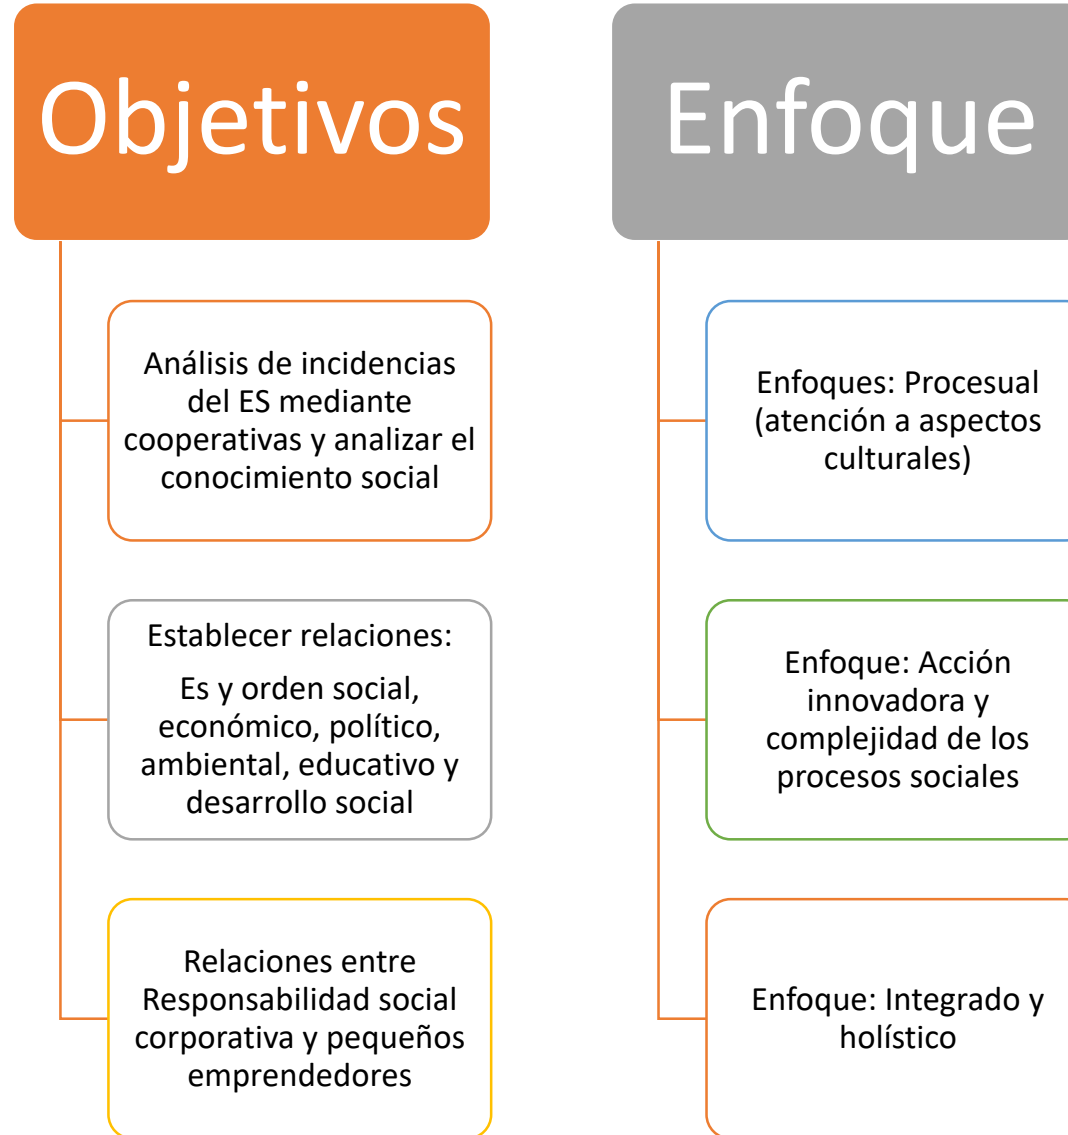 Objetivos
Análisis de incidencias
del ES mediante
cooperativas y analizar el
conocimiento social
Establecer relaciones:
Es y orden social,
económico, político,
ambiental, educativo y
desarrollo social
Relaciones entre
Responsabilidad social
corporativa y pequeños
emprendedores
Enfoque
Enfoques: Procesual
(atención a aspectos
culturales)
Enfoque: Acción
innovadora y
complejidad de los
procesos sociales
Enfoque: Integrado y
holístico